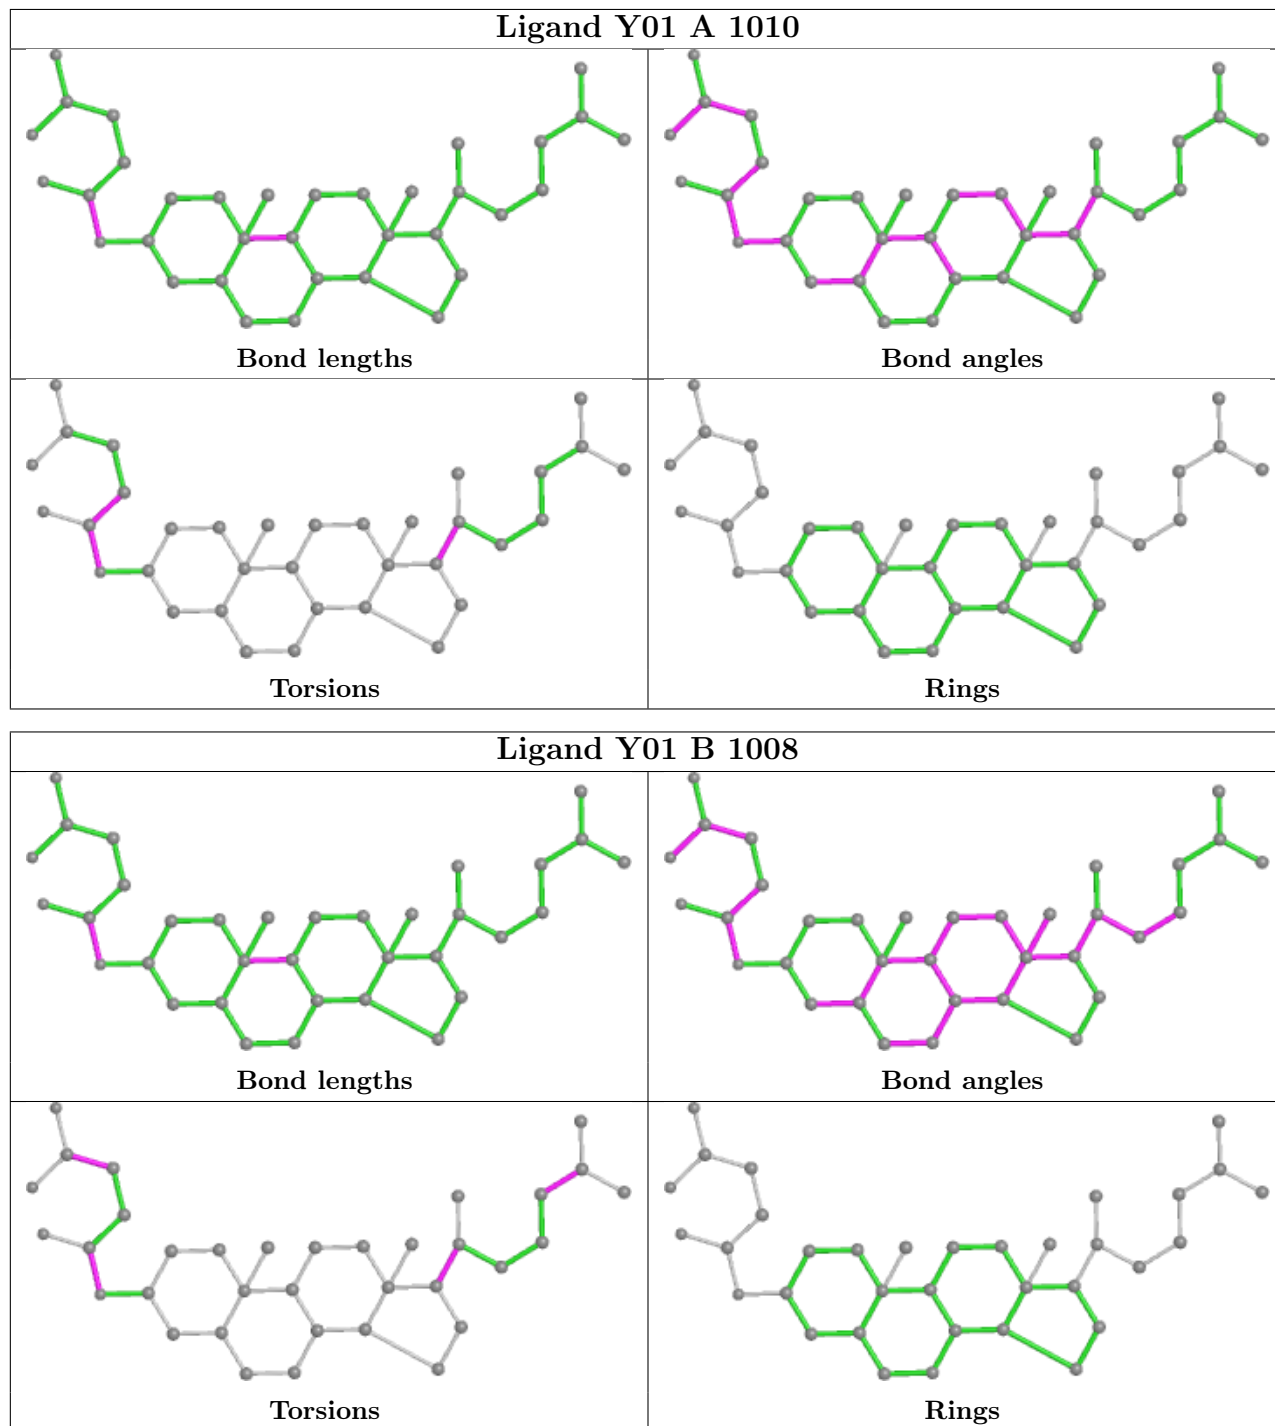 Ligand Y01 A 1010
Bond lengths
Bond angles
Torsions
Rings
Ligand Y01 B 1008
Bond lengths
Bond angles
Torsions
Rings